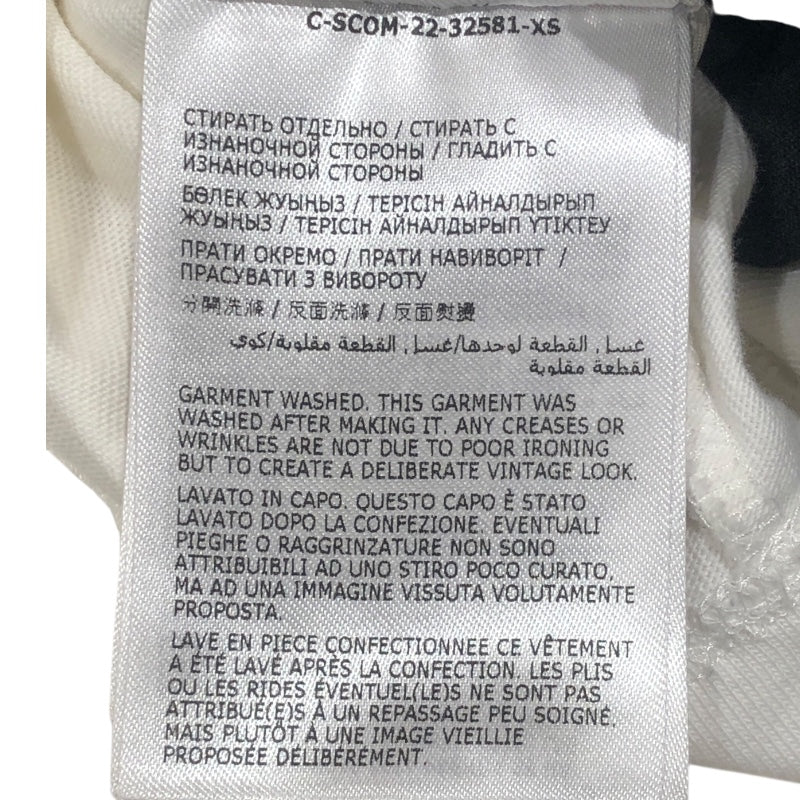 C-SCOM-22-32581-XS
СТИРАТЬ ОТДЕЛЬНО / СТИРАТЬ С
ИЗНАНОЧНОЙ СТОРОНЫ / ГЛАДИТЬ С
ИЗНАНОЧНОЙ СТОРОНЫ
БӨЛЕК ЖУЫҢЫЗ / ТЕРІСІН АЙНАЛДЫРЫП
ЖУЫҢЫЗ / ТЕРІСІН АЙНАЛДЫРЫП ҮТІКТЕУ
ПРАТИ ОКРЕМО / ПРАТИ НАВИВОРІТ /
ПРАСУВАТИ З ВИВОРОТУ
分開洗滌 / 反面洗滌 / 反面熨燙
غسل القطعة لوحدها/غسل القطعة مقلوبة/كوي
القطعة مقلوبة
GARMENT WASHED. THIS GARMENT WAS
WASHED AFTER MAKING IT. ANY CREASES OR
WRINKLES ARE NOT DUE TO POOR IRONING
BUT TO CREATE A DELIBERATE VINTAGE LOOK.
LAVATO IN CAPO. QUESTO CAPO È STATO
LAVATO DOPO LA CONFEZIONE. EVENTUALI
PIEGHE O RAGGRINZATURE NON SONO
ATTRIBUIBILI AD UNO STIRO POCO CURATO,
MA AD UNA IMMAGINE VISSUTA VOLUTAMENTE
PROPOSTA.
LAVE EN PIECE CONFECTIONNEE CE VÊTEMENT
A ÉTÉ LAVÉ APRÈS LA CONFECTION. LES PLIS
OU LES RIDES ÉVENTUEL(LE)S NE SONT PAS
ATTRIBUÉ(E)S À UN REPASSAGE PEU SOIGNÉ,
MAIS PLUTÔT À UNE IMAGE VIEILLIE
PROPOSÉE DÉLIBÉRÉMENT.